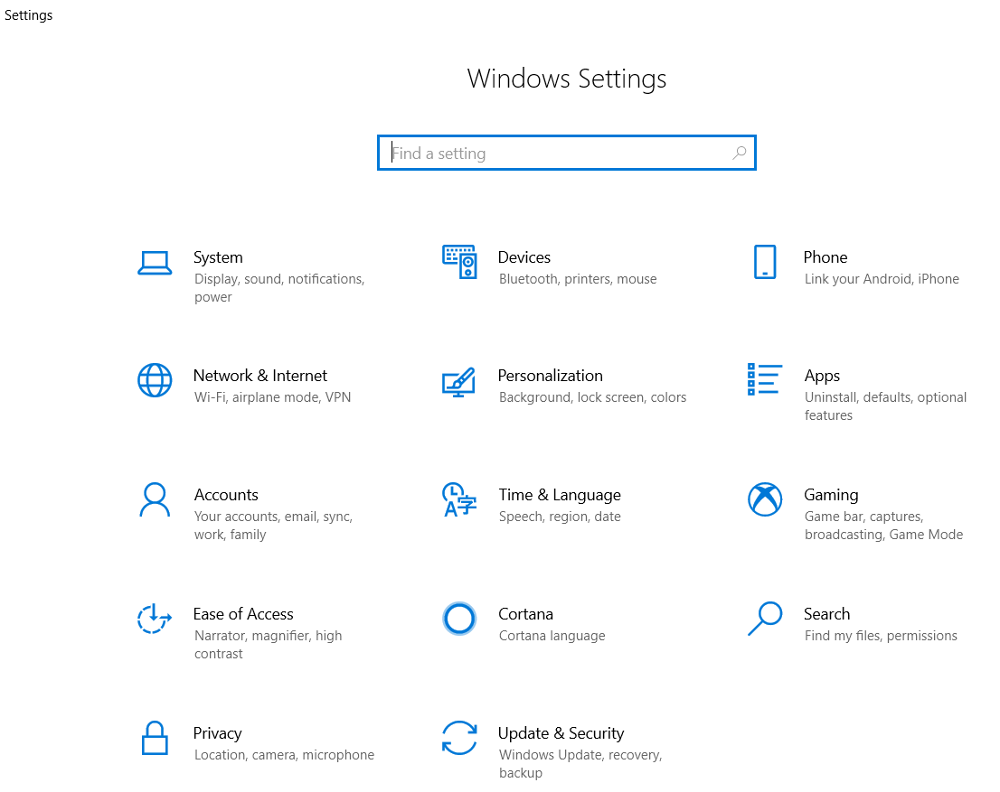 Settings
Windows Settings
Find a setting
System
Display, sound, notifications,
power
Devices
Bluetooth, printers, mouse
Phone
Link your Android, iPhone
Network & Internet
Wi-Fi, airplane mode, VPN
Personalization
Background, lock screen, colors
Apps
Uninstall, defaults, optional
features
Accounts
Your accounts, email, sync,
work, family
A字
Time & Language
Speech, region, date
Gaming
Game bar, captures,
broadcasting, Game Mode
Ease of Access
Narrator, magnifier, high
contrast
Cortana
Cortana language
Search
Find my files, permissions
Privacy
Location, camera, microphone
Update & Security
Windows Update, recovery,
backup